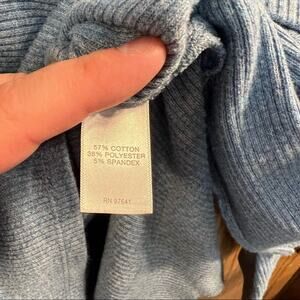 57% COTTON
38% POLYESTER
5% SPANDEX
RN 97641